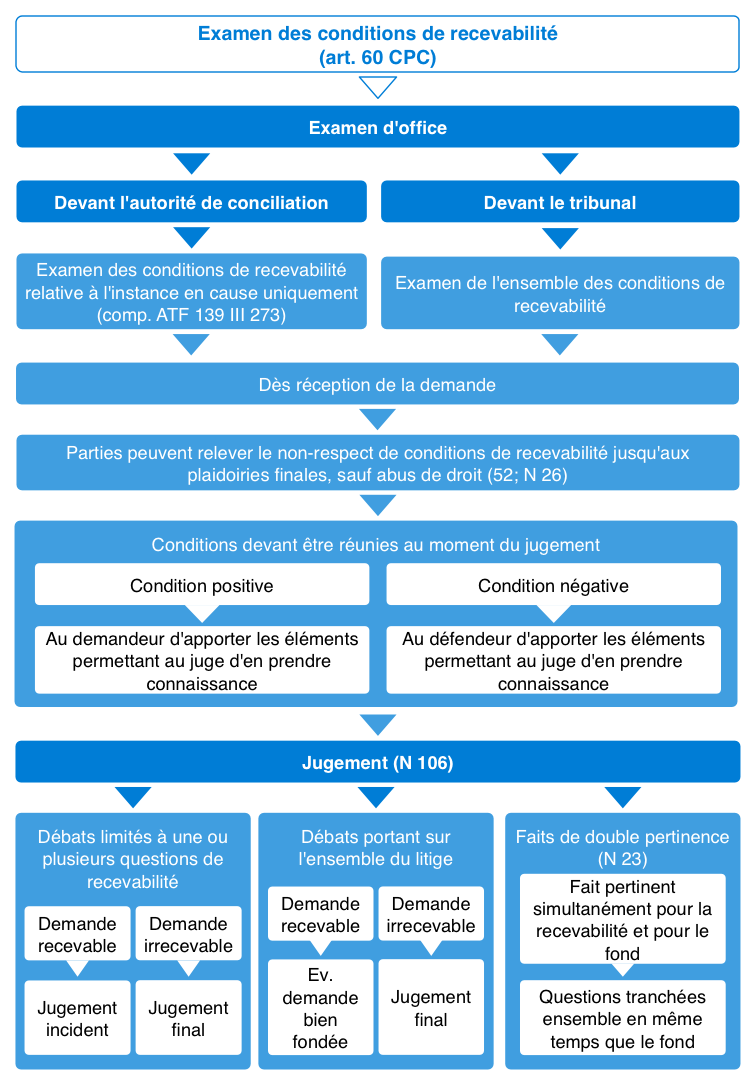 Examen des conditions de recevabilité
(art. 60 CPC)
Examen d'office
Devant l'autorité de conciliation
Devant le tribunal
Examen des conditions de recevabilité
relative à l'instance en cause uniquement
(comp. ATF 139 III 273)
Examen de l'ensemble des conditions de
recevabilité
Dès réception de la demande
Parties peuvent relever le non-respect de conditions de recevabilité jusqu'aux
plaidoiries finales, sauf abus de droit (52; N 26)
Conditions devant être réunies au moment du jugement
Condition positive
Condition négative
Au demandeur d'apporter les éléments
permettant au juge d'en prendre
connaissance
Au défendeur d'apporter les éléments
permettant au juge d'en prendre
connaissance
Jugement (N 106)
Débats limités à une ou
plusieurs questions de
recevabilité
Demande
recevable
Demande
irrecevable
Jugement
incident
Jugement
final
Débats portant sur
l'ensemble du litige
Demande
recevable
Demande
irrecevable
Ev.
demande
bien
fondée
Jugement
final
Faits de double pertinence
(N 23)
Fait pertinent
simultanément pour la
recevabilité et pour le
fond
Questions tranchées
ensemble en même
temps que le fond